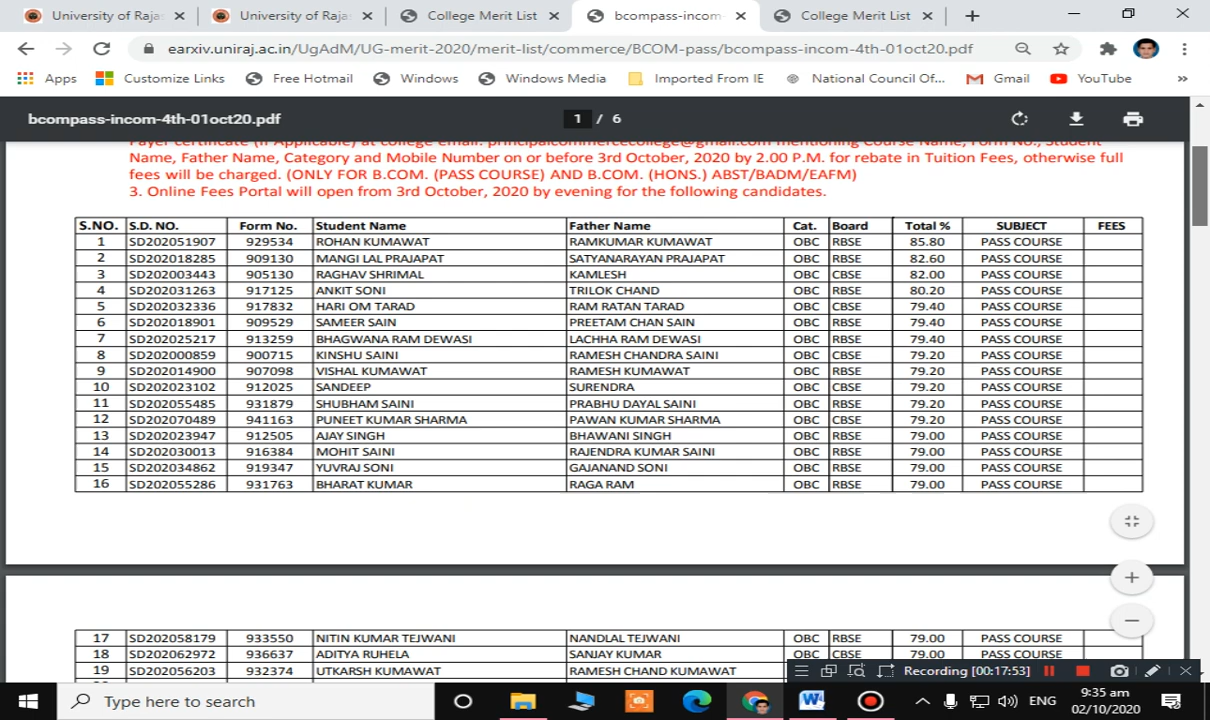 University of Raja
University of Raja
College Merit List
bcompass-incom
College Merit List
earxiv.uniraj.ac.in/UgAdM/UG-merit-2020/merit-list/commerce/BCOM-pass/bcompass-incom-4th-01oct20.pdf
Apps Customize Links Free Hotmail Windows Windows Media Imported From IE National Council Of... Gmail YouTube »
bcompass-incom-4th-01oct20.pdf 1 / 6
Payer certificate (If Applicable) at college email: principalcommercecollege@gmail.com mentioning Course Name, Form No., Student
Name, Father Name, Category and Mobile Number on or before 3rd October, 2020 by 2.00 P.M. for rebate in Tuition Fees, otherwise full
fees will be charged. (ONLY FOR B.COM. (PASS COURSE) AND B.COM. (HONS.) ABST/BADM/EAFM)
3. Online Fees Portal will open from 3rd October, 2020 by evening for the following candidates.
S.NO. S.D. NO. Form No. Student Name Father Name Cat. Board Total % SUBJECT FEES
1 SD202051907 929534 ROHAN KUMAWAT RAMKUMAR KUMAWAT OBC RBSE 85.80 PASS COURSE
2 SD202018285 909130 MANGI LAL PRAJAPAT SATYANARAYAN PRAJAPAT OBC RBSE 82.60 PASS COURSE
3 SD202003443 905130 RAGHAV SHRIMAL KAMLESH OBC CBSE 82.00 PASS COURSE
4 SD202031263 917125 ANKIT SONI TRILOK CHAND OBC RBSE 80.20 PASS COURSE
5 SD202032336 917832 HARI OM TARAD RAM RATAN TARAD OBC CBSE 79.40 PASS COURSE
6 SD202018901 909529 SAMEER SAIN PREETAM CHAN SAIN OBC RBSE 79.40 PASS COURSE
7 SD202025217 913259 BHAGWANA RAM DEWASI LACHHA RAM DEWASI OBC RBSE 79.40 PASS COURSE
8 SD202000859 900715 KINSHU SAINI RAMESH CHANDRA SAINI OBC CBSE 79.20 PASS COURSE
9 SD202014900 907098 VISHAL KUMAWAT RAMESH KUMAWAT OBC RBSE 79.20 PASS COURSE
10 SD202023102 912025 SANDEEP SURENDRA OBC CBSE 79.20 PASS COURSE
11 SD202055485 931879 SHUBHAM SAINI PRABHU DAYAL SAINI OBC RBSE 79.20 PASS COURSE
12 SD202070489 941163 PUNEET KUMAR SHARMA PAWAN KUMAR SHARMA OBC CBSE 79.20 PASS COURSE
13 SD202023947 912505 AJAY SINGH BHAWANI SINGH OBC RBSE 79.00 PASS COURSE
14 SD202030013 916384 MOHIT SAINI RAJENDRA KUMAR SAINI OBC RBSE 79.00 PASS COURSE
15 SD202034862 919347 YUVRAJ SONI GAJANAND SONI OBC RBSE 79.00 PASS COURSE
16 SD202055286 931763 BHARAT KUMAR RAGA RAM OBC RBSE 79.00 PASS COURSE
17 SD202058179 933550 NITIN KUMAR TEJWANI NANDLAL TEJWANI OBC RBSE 79.00 PASS COURSE
18 SD202062972 936637 ADITYA RUHELA SANJAY KUMAR OBC RBSE 79.00 PASS COURSE
19 SD202056203 932374 UTKARSH KUMAWAT RAMESH CHAND KUMAWAT
Recording [00:17:53]
Type here to search
ENG
9:35 am
02/10/2020